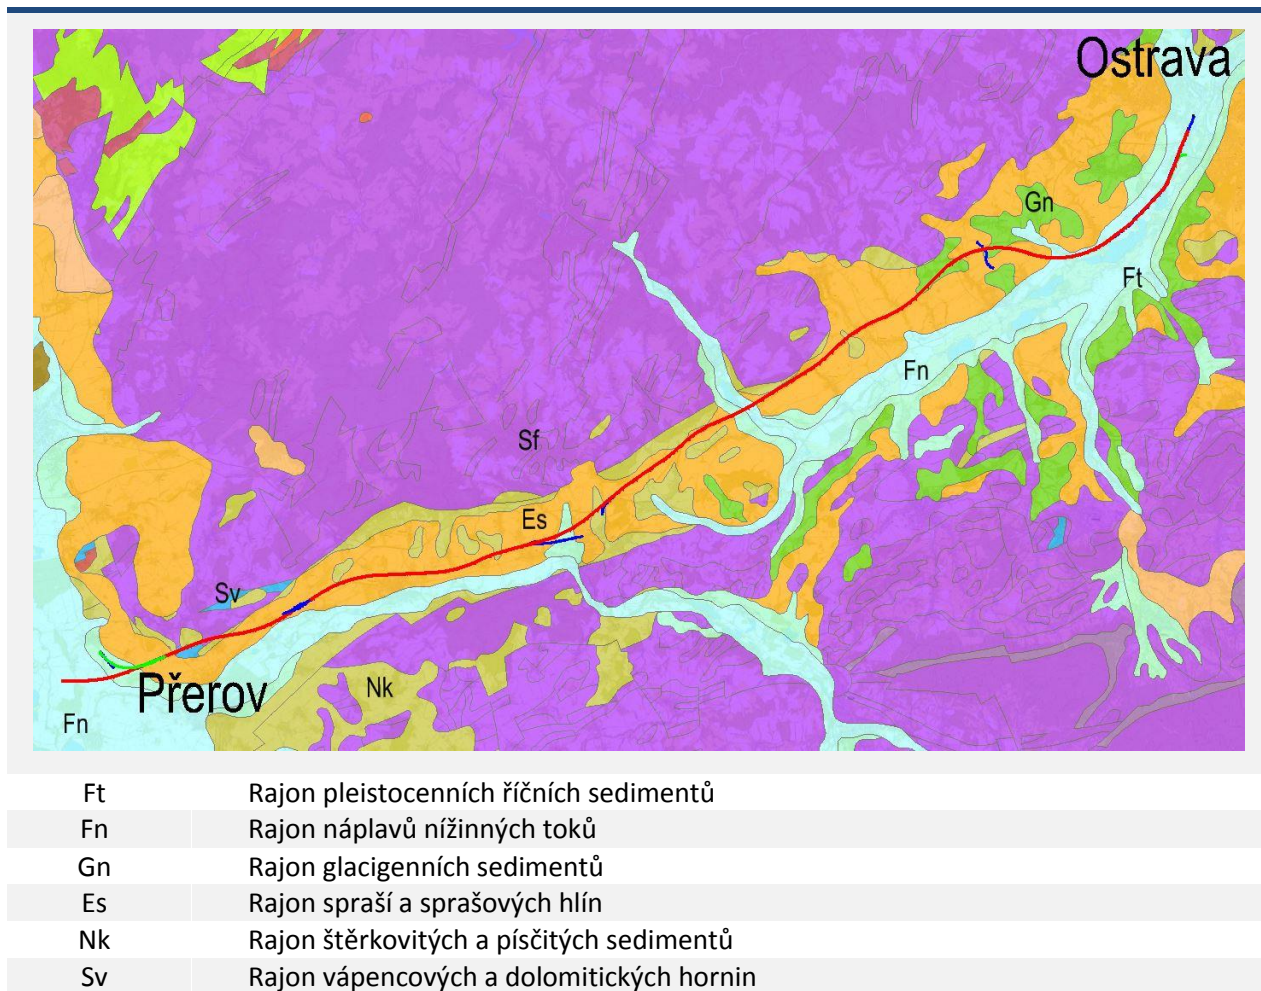 Ostrava
Gn
Ft
Fn
Sf
Es
Sv
Přerov
Nk
Fn
Ft Rajon pleistocenních říčních sedimentů
Fn Rajon náplavů nížinných toků
Gn Rajon glacigenních sedimentů
Es Rajon spraší a sprašových hlín
Nk Rajon štěrkovitých a písčitých sedimentů
Sv Rajon vápencových a dolomitických hornin